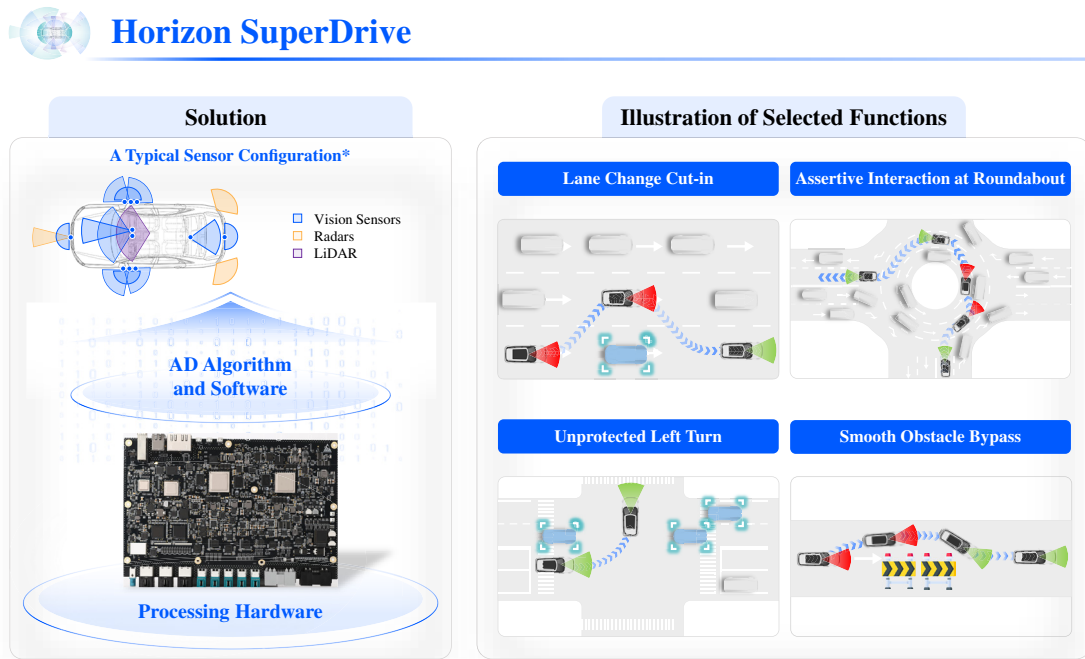 Horizon SuperDrive
Solution
A Typical Sensor Configuration*
Vision Sensors
Radars
LiDAR
AD Algorithm
and Software
Processing Hardware
Illustration of Selected Functions
Lane Change Cut-in
Assertive Interaction at Roundabout
Unprotected Left Turn
Smooth Obstacle Bypass